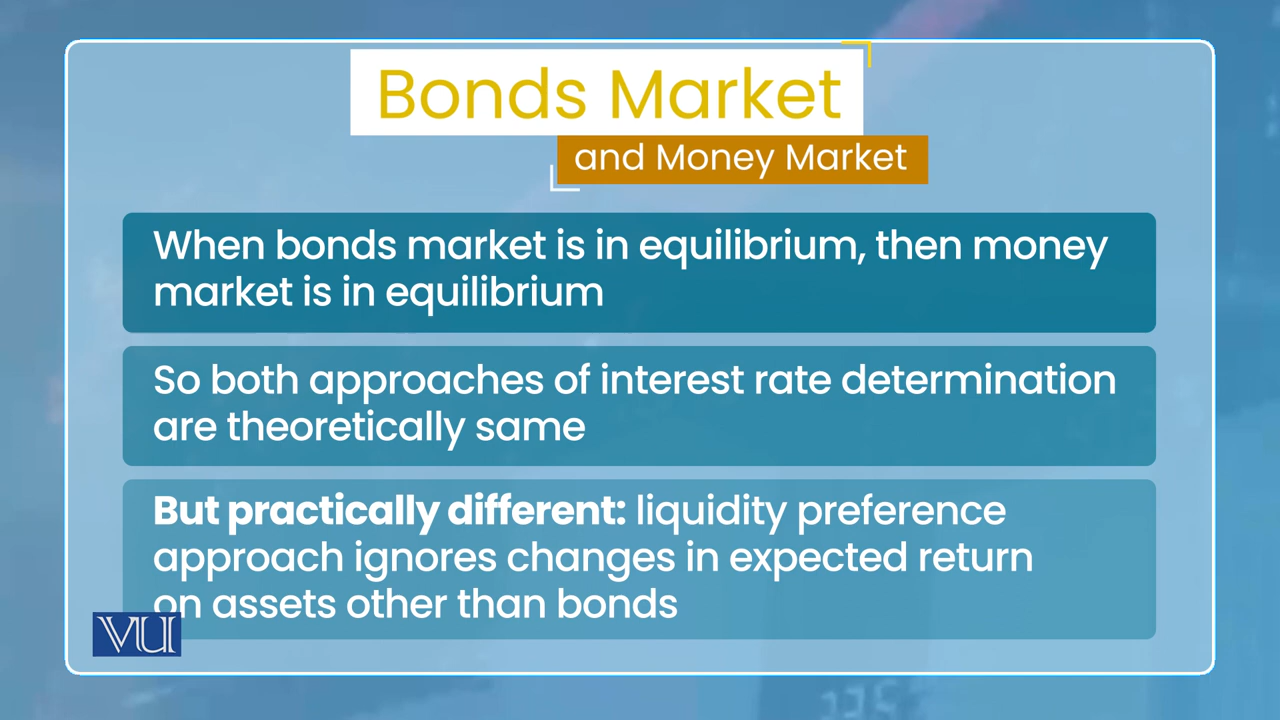 Bonds Market
and Money Market
When bonds market is in equilibrium, then money
market is in equilibrium
So both approaches of interest rate determination
are theoretically same
But practically different: liquidity preference
approach ignores changes in expected return
on assets other than bonds
VU